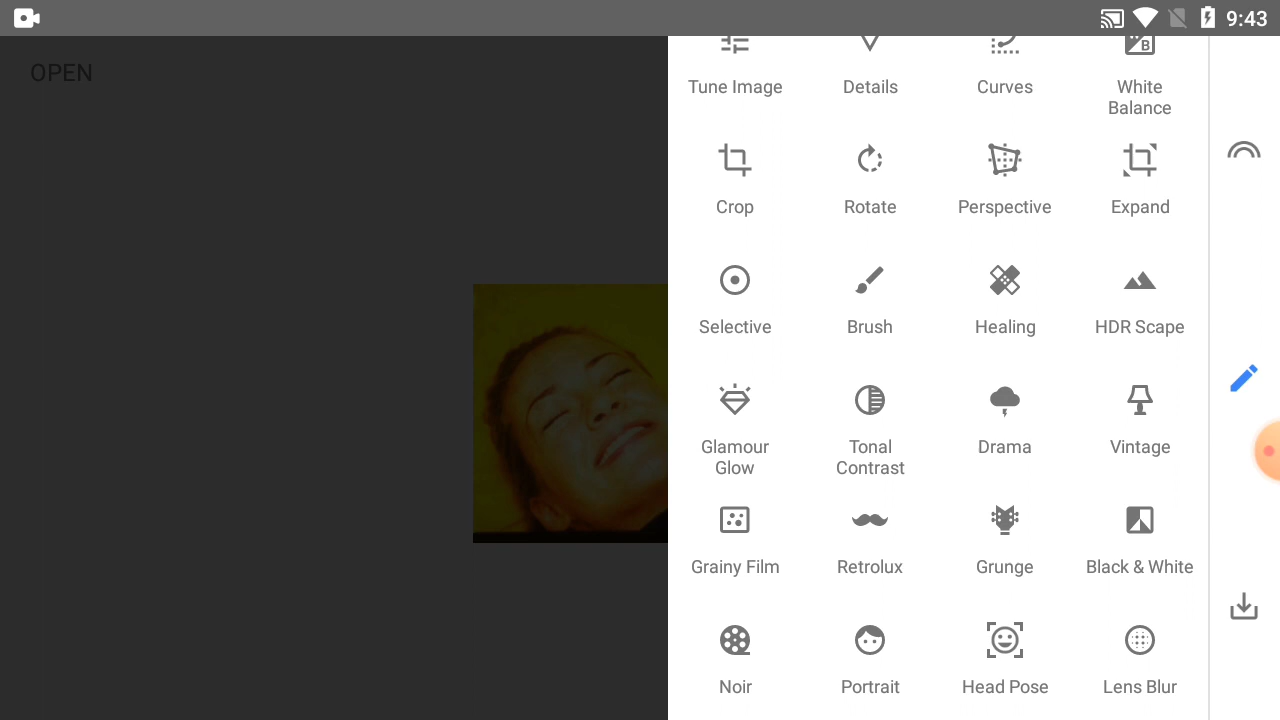 9:43
OPEN
Tune Image
Details
Curves
White
Balance
Crop
Rotate
Perspective
Expand
Selective
Brush
Healing
HDR Scape
Glamour
Glow
Tonal
Contrast
Drama
Vintage
Grainy Film
Retrolux
Grunge
Black & White
Noir
Portrait
Head Pose
Lens Blur